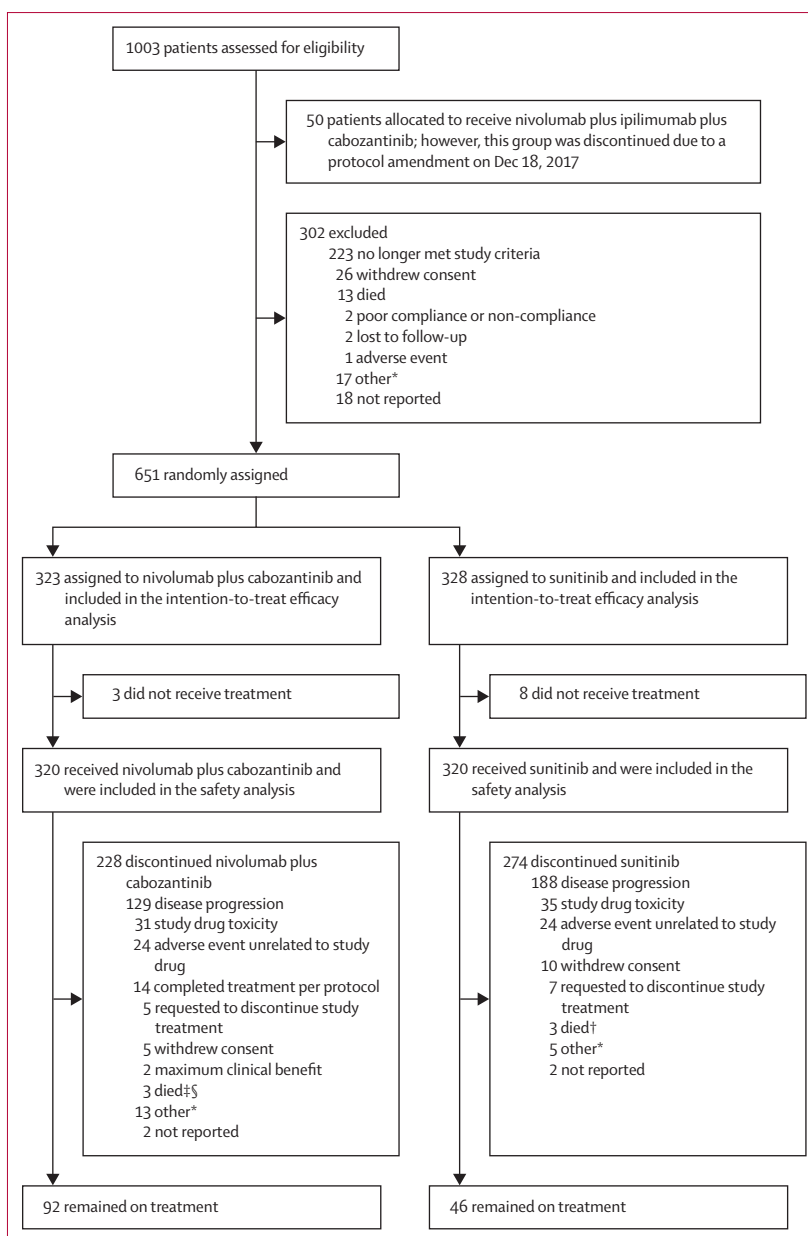 1003 patients assessed for eligibility
50 patients allocated to receive nivolumab plus ipilimumab plus
cabozantinib; however, this group was discontinued due to a
protocol amendment on Dec 18, 2017
302 excluded
223 no longer met study criteria
26 withdrew consent
13 died
2 poor compliance or non-compliance
2 lost to follow-up
1 adverse event
17 other*
18 not reported
651 randomly assigned
323 assigned to nivolumab plus cabozantinib and
included in the intention-to-treat efficacy
analysis
328 assigned to sunitinib and included in the
intention-to-treat efficacy analysis
3 did not receive treatment
8 did not receive treatment
320 received nivolumab plus cabozantinib and
were included in the safety analysis
320 received sunitinib and were included in the
safety analysis
228 discontinued nivolumab plus
cabozantinib
129 disease progression
31 study drug toxicity
24 adverse event unrelated to study
drug
14 completed treatment per protocol
5 requested to discontinue study
treatment
5 withdrew consent
2 maximum clinical benefit
3 died‡§
13 other*
2 not reported
274 discontinued sunitinib
188 disease progression
35 study drug toxicity
24 adverse event unrelated to study
drug
10 withdrew consent
7 requested to discontinue study
treatment
3 died†
5 other*
2 not reported
92 remained on treatment
46 remained on treatment